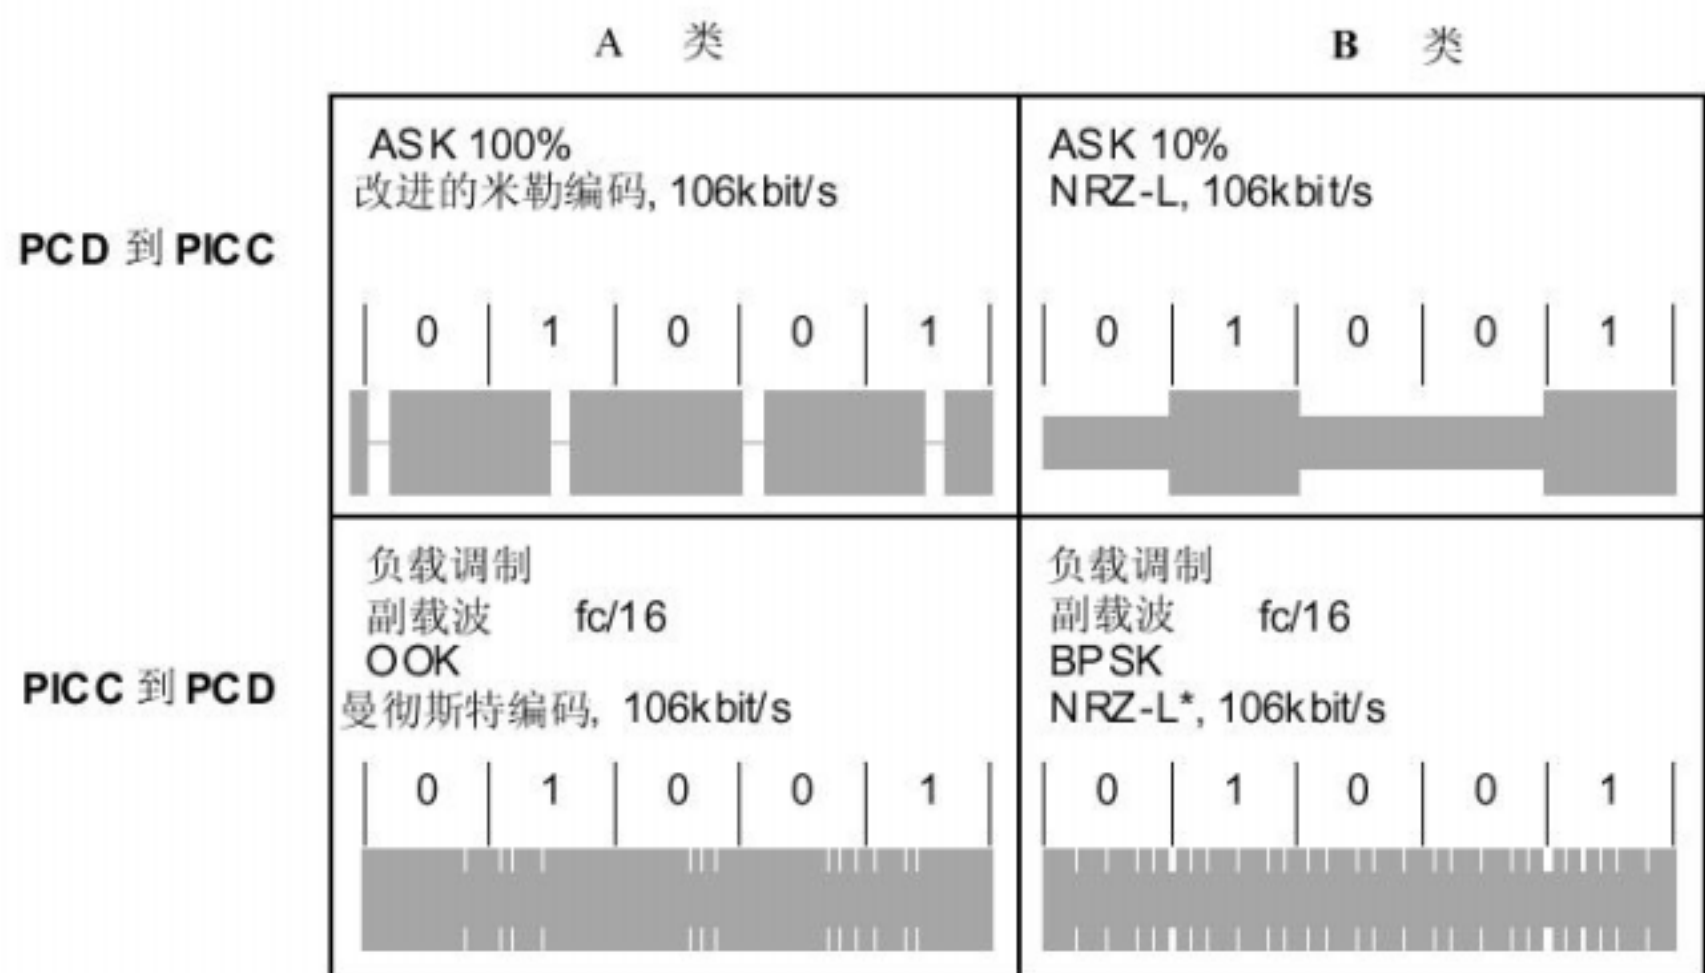 A 类
B 类
PCD 到 PICC
ASK 100%
改进的米勒编码, 106kbit/s
0 1 0 0 1
ASK 10%
NRZ-L, 106kbit/s
0 1 0 0 1
PICC 到 PCD
负载调制
副载波 fc/16
OOK
曼彻斯特编码, 106kbit/s
0 1 0 0 1
负载调制
副载波 fc/16
BPSK
NRZ-L*, 106kbit/s
0 1 0 0 1